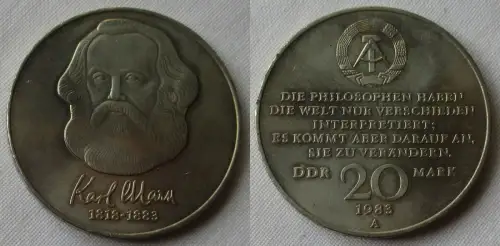 Karl Marx
1818-1883
DIE PHILOSOPHEN HABEN
DIE WELT NUR VERSCHIEDEN
INTERPRETIERT;
ES KOMMT ABER DARAUF AN,
SIE ZU VERÄNDERN.
DDR 20 MARK
1983
A